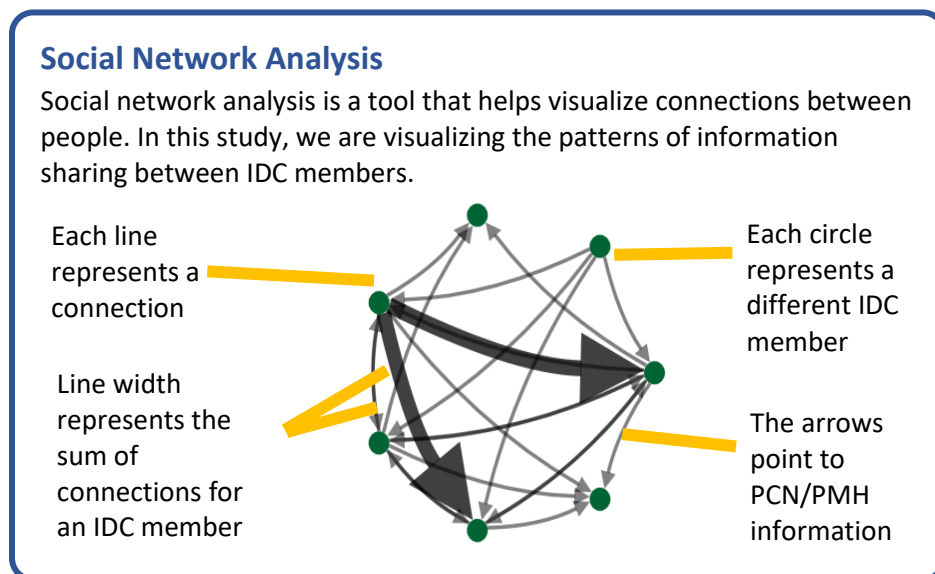 Social Network Analysis
Social network analysis is a tool that helps visualize connections between
people. In this study, we are visualizing the patterns of information
sharing between IDC members.
Each line
represents a
connection
Each circle
represents a
different IDC
member
Line width
represents the
sum of
connections for
an IDC member
The arrows
point to
PCN/PMH
information